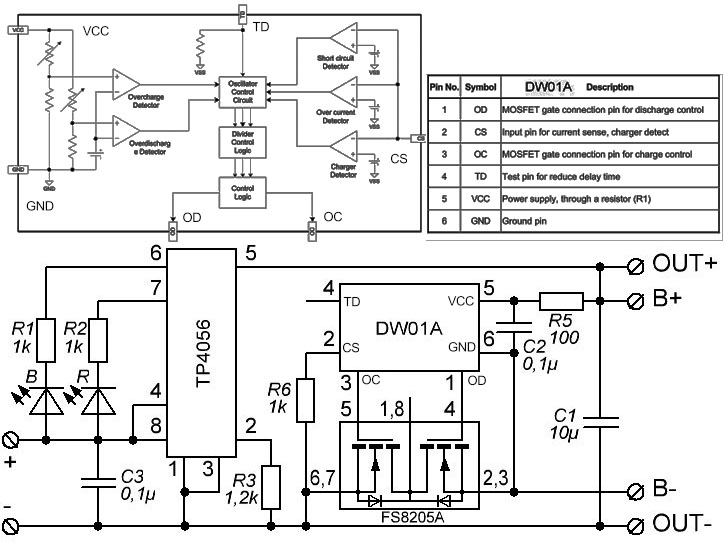 VCC
VCC
TD
TD
VSS
Short circuit
Detector
VSS
Overcharge
Detector
Oscillator
Control
Circuit
Over current
Detector
VSS
Overdischarg
e Detector
Divider
Control
Logic
Charger
Detector
VSS
CS
CS
GND
GND
GND
Control
Logic
OD
OC
OD
OC
Pin No. Symbol DW01A Description
1 OD MOSFET gate connection pin for discharge control
2 CS Input pin for current sense, charger detect
3 OC MOSFET gate connection pin for charge control
4 TD Test pin for reduce delay time
5 VCC Power supply, through a resistor (R1)
6 GND Ground pin
6 5 OUT+
7 4 TD VCC 5 B+
R1 R2 DW01A R5
1k 1k 100
TP4056 2 CS GND 6 C2
0,1µ
B R 3 OC 1 OD
4 R6
1k
8 2 5 1,8 4 C1
10µ
+
C3 1 3 R3 6,7 2,3 B-
0,1µ 1,2k
FS8205A
- OUT-